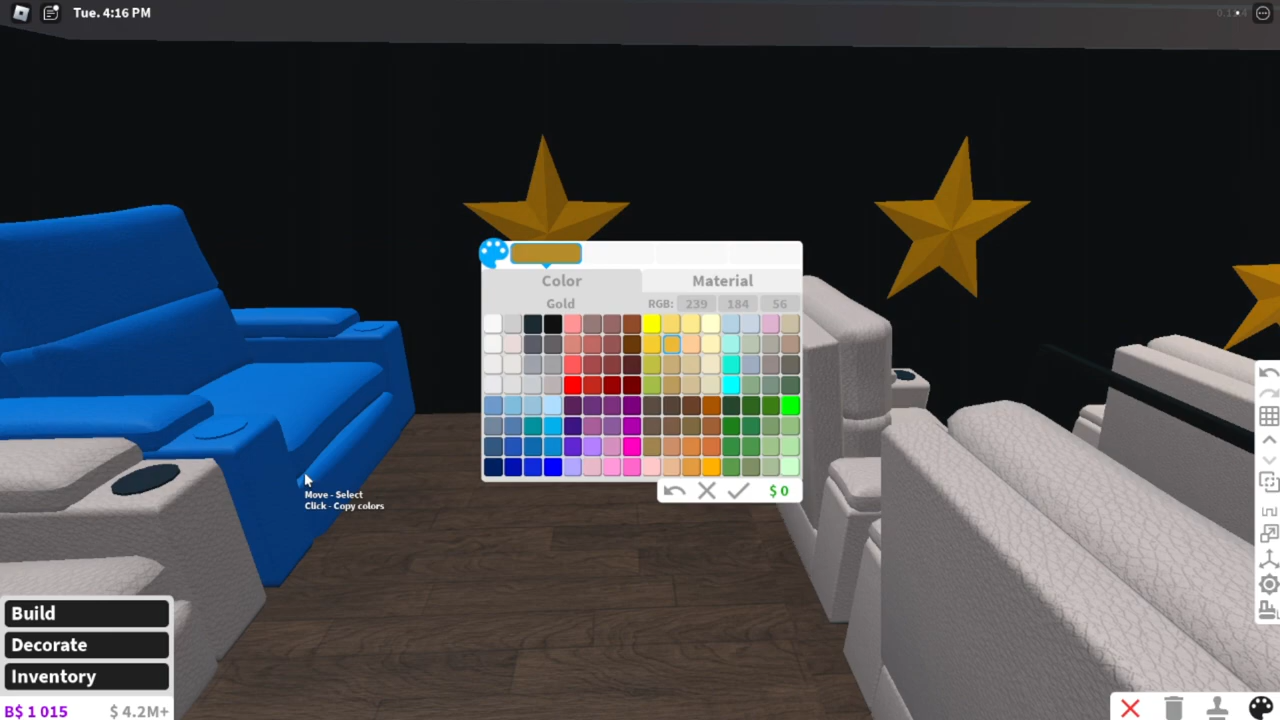 Tue. 4:16 PM
Color
Material
Gold
RGB: 239 184 56
$ 0
Move - Select
Click - Copy colors
Build
Decorate
Inventory
B$ 1 015
$ 4.2M+